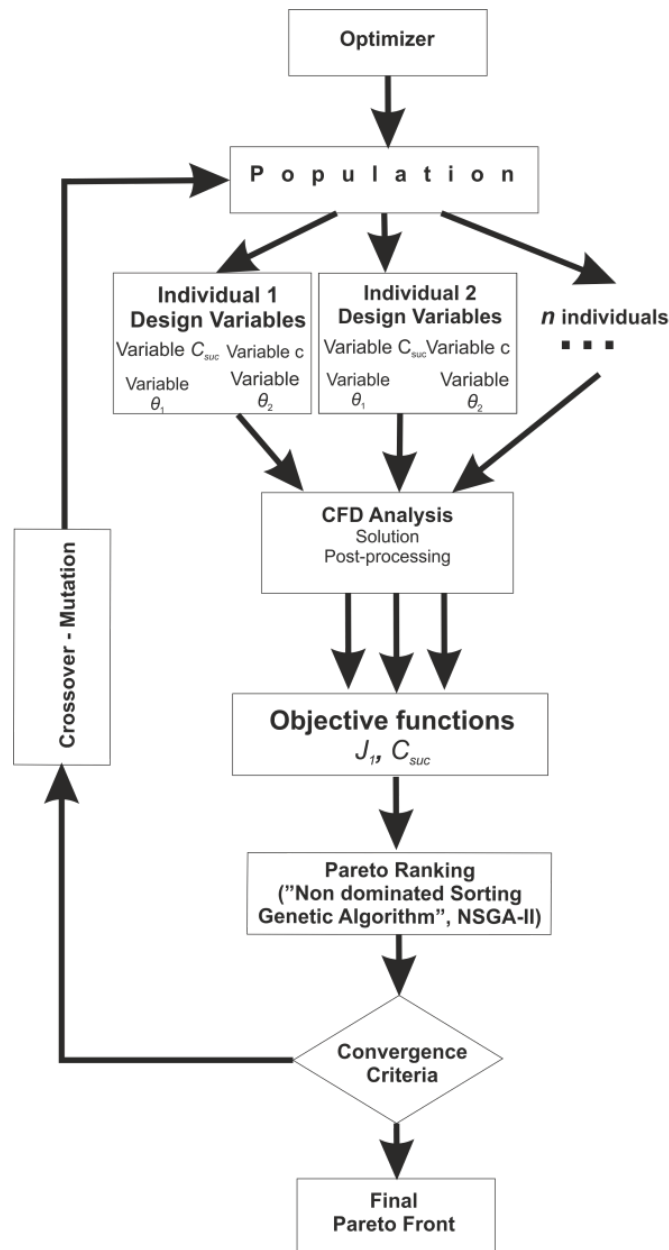 Optimizer
P o p u l a t i o n
Individual 1
Design Variables
Variable C_suc Variable c
Variable Variable
θ₁ θ₂
Individual 2
Design Variables
Variable C_suc Variable c
Variable Variable
θ₁ θ₂
n individuals
CFD Analysis
Solution
Post-processing
Crossover - Mutation
Objective functions
J₁, C_suc
Pareto Ranking
(”Non dominated Sorting
Genetic Algorithm”, NSGA-II)
Convergence
Criteria
Final
Pareto Front